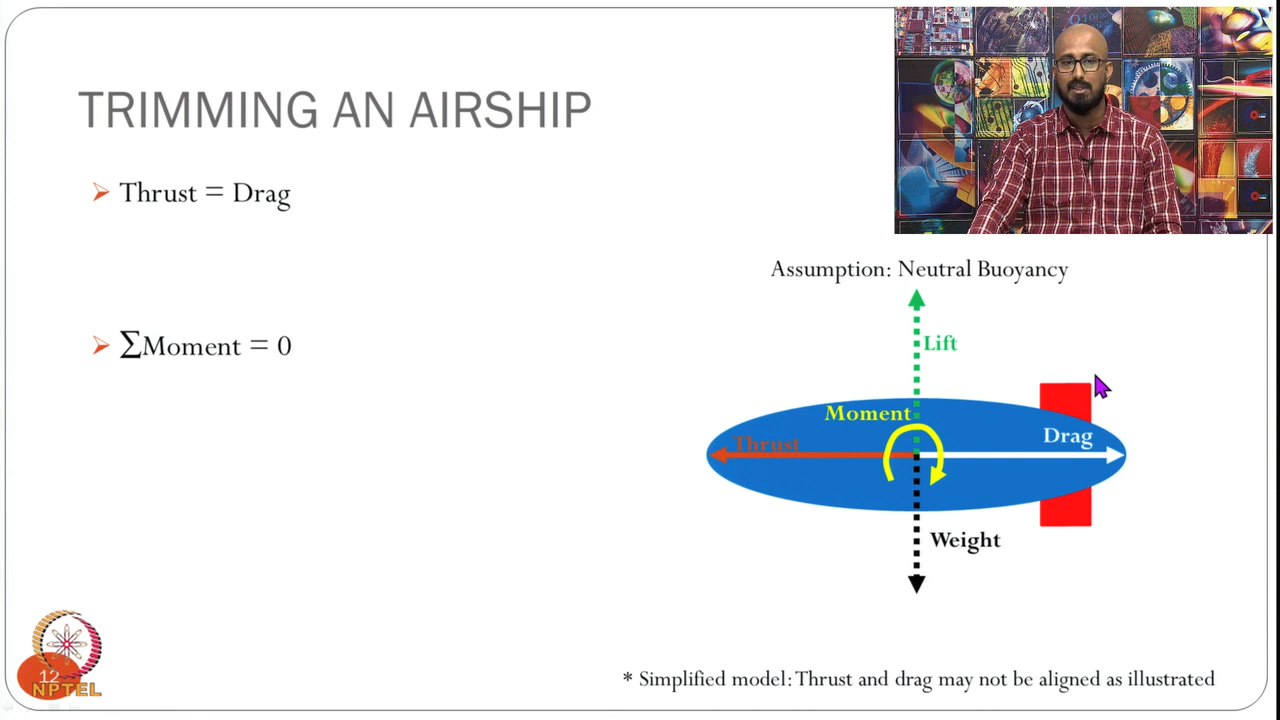 TRIMMING AN AIRSHIP
➢ Thrust = Drag
Assumption: Neutral Buoyancy
Lift
➢ ∑Moment = 0
Moment
Thrust
Drag
Weight
12
NPTEL
* Simplified model: Thrust and drag may not be aligned as illustrated